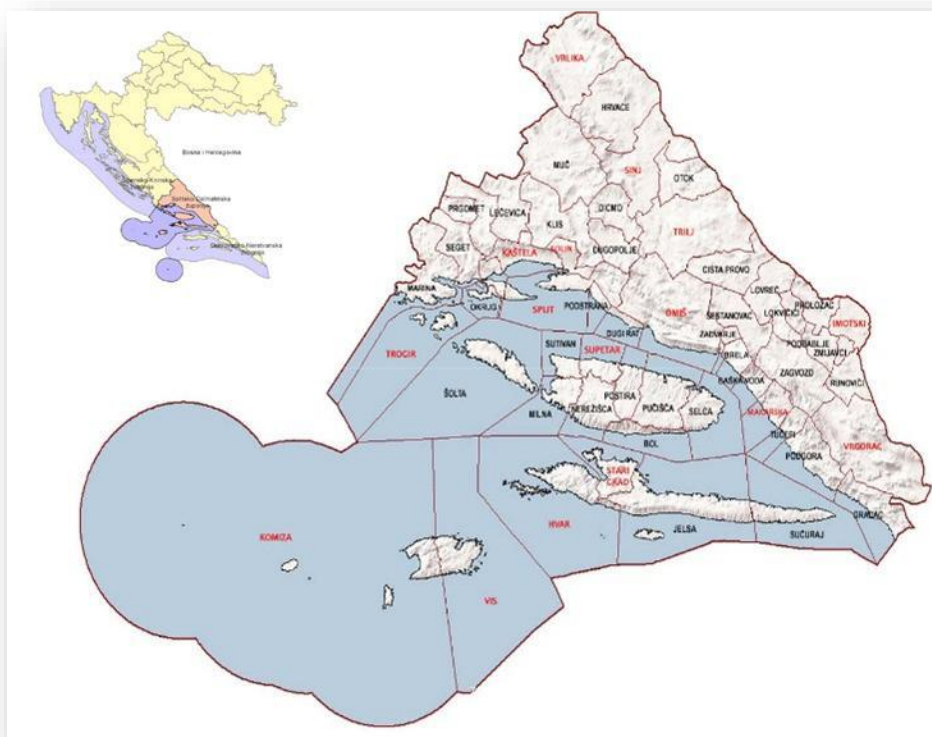 Bosna i Hercegovina
VRLIKA
HRVACE
MUĆ
SINJ
OTOK
PRGOMET
LEĆEVICA
DICMO
KLIS
TRILJ
SEGET
KAŠTELA
SOLIN
DUGOPOLJE
CISTA PROVO
MARINA
LOVREĆ
OKRUG
SPLIT
PODSTRANA
OMIŠ
ŠESTANOVAC
LOKVIČIĆI
PROLOŽAC
IMOTSKI
DUGI RAT
ZADVARJE
PODBABLJE
ZMIJAVCI
TROGIR
SUTIVAN
SUPETAR
BRELA
ZAGVOZD
RUNOVIĆI
BAŠKA VODA
ŠOLTA
POSTIRA
MILNA
NEREŽIŠĆA
PUČIŠĆA
SELCA
MAKARSKA
TUČEPI
BOL
PODGORA
VRGORAC
STARI
GRAD
GRADAC
KOMIZA
HVAR
JELSA
SUĆURAJ
VIS